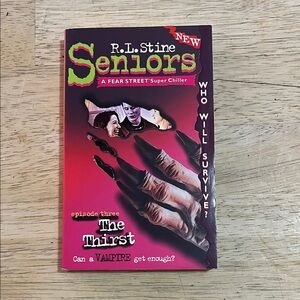 NEW
R.L. Stine
Seniors
A FEAR STREET Super Chiller
WHO WILL SURVIVE?
episode three
The
Thirst
Can a VAMPIRE get enough?